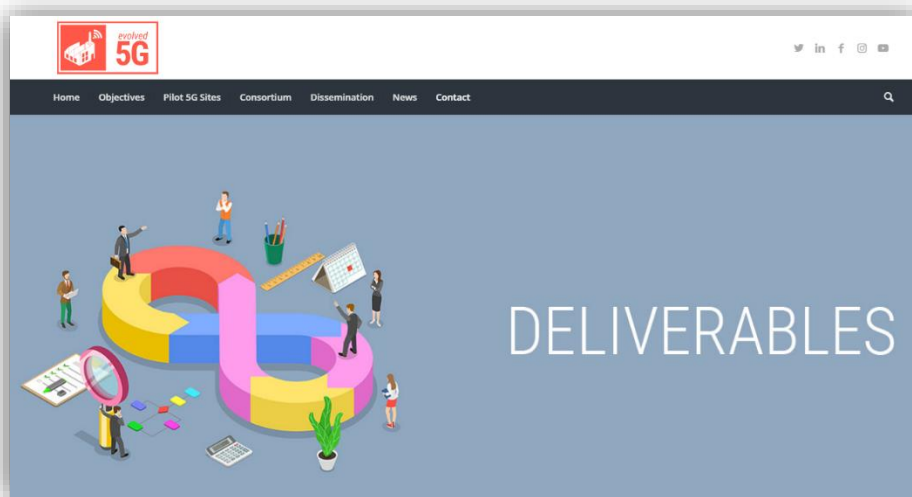 evolved
5G
Home Objectives Pilot 5G Sites Consortium Dissemination News Contact
DELIVERABLES